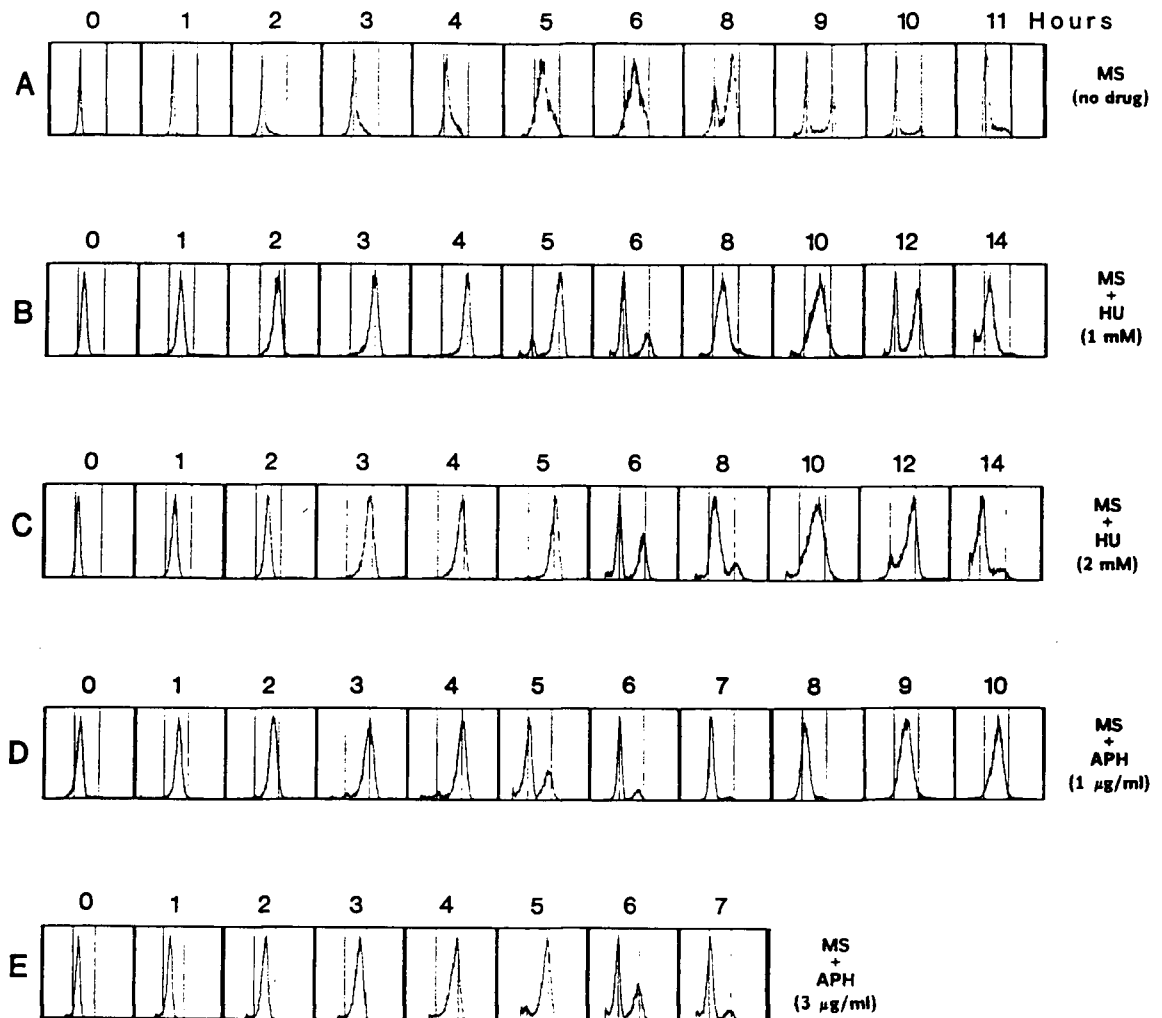 0 1 2 3 4 5 6 8 9 10 11 Hours
A
MS
(no drug)
0 1 2 3 4 5 6 8 10 12 14
B
MS
+
HU
(1 mM)
0 1 2 3 4 5 6 8 10 12 14
C
MS
+
HU
(2 mM)
0 1 2 3 4 5 6 7 8 9 10
D
MS
+
APH
(1 μg/ml)
0 1 2 3 4 5 6 7
E
MS
+
APH
(3 μg/ml)